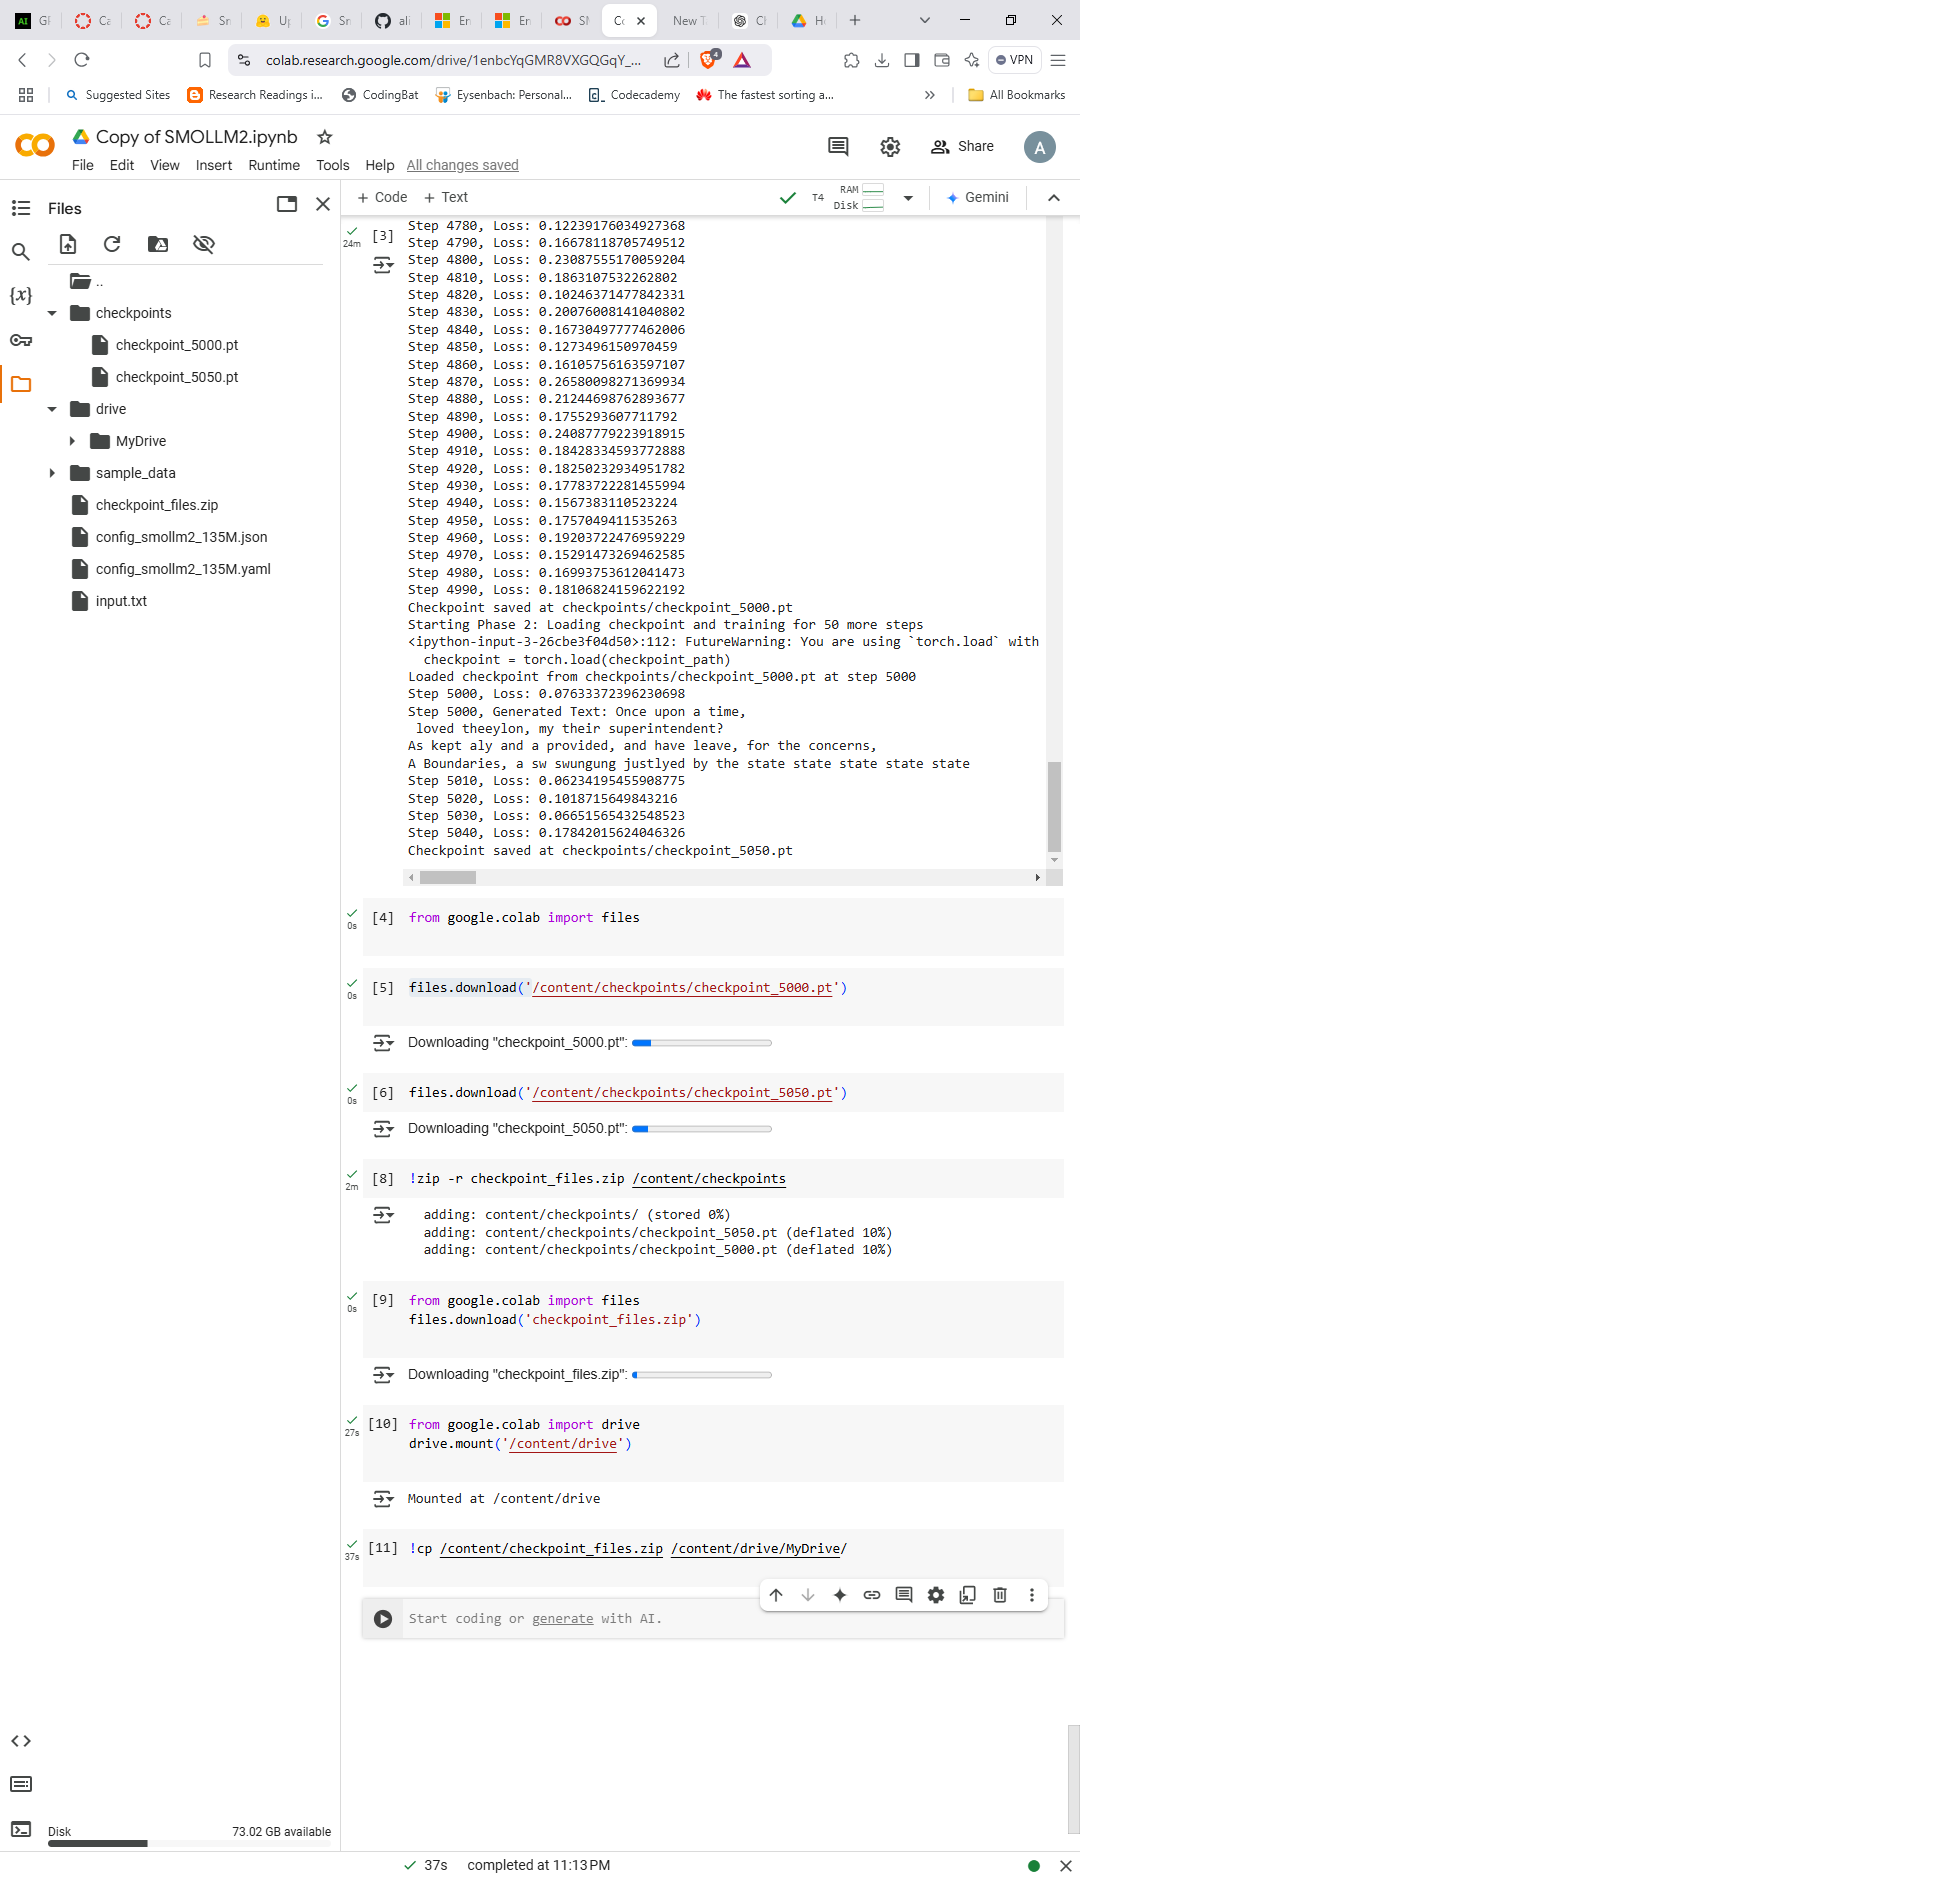 GF
Ca
Ca
Sn
Up
Sn
ali
En
En
SM
Co
New T
Ch
Ho
colab.research.google.com/drive/1enbcYqGMR8VXGQGqY_...
4
VPN
Suggested Sites
Research Readings i...
CodingBat
Eysenbach: Personal...
Codecademy
The fastest sorting a...
All Bookmarks
Copy of SMOLLM2.ipynb
File Edit View Insert Runtime Tools Help All changes saved
Share
A
Files
+ Code + Text
T4
RAM
Disk
Gemini
..
checkpoints
checkpoint_5000.pt
checkpoint_5050.pt
drive
MyDrive
sample_data
checkpoint_files.zip
config_smollm2_135M.json
config_smollm2_135M.yaml
input.txt
Disk 73.02 GB available
24m
[3]
Step 4780, Loss: 0.12239176034927368
Step 4790, Loss: 0.16678118705749512
Step 4800, Loss: 0.23087555170059204
Step 4810, Loss: 0.1863107532262802
Step 4820, Loss: 0.10246371477842331
Step 4830, Loss: 0.20076008141040802
Step 4840, Loss: 0.16730497777462006
Step 4850, Loss: 0.1273496150970459
Step 4860, Loss: 0.16105756163597107
Step 4870, Loss: 0.26580098271369934
Step 4880, Loss: 0.21244698762893677
Step 4890, Loss: 0.1755293607711792
Step 4900, Loss: 0.24087779223918915
Step 4910, Loss: 0.18428334593772888
Step 4920, Loss: 0.18250232934951782
Step 4930, Loss: 0.17783722281455994
Step 4940, Loss: 0.1567383110523224
Step 4950, Loss: 0.1757049411535263
Step 4960, Loss: 0.19203722476959229
Step 4970, Loss: 0.15291473269462585
Step 4980, Loss: 0.16993753612041473
Step 4990, Loss: 0.18106824159622192
Checkpoint saved at checkpoints/checkpoint_5000.pt
Starting Phase 2: Loading checkpoint and training for 50 more steps
<ipython-input-3-26cbe3f04d50>:112: FutureWarning: You are using `torch.load` with
checkpoint = torch.load(checkpoint_path)
Loaded checkpoint from checkpoints/checkpoint_5000.pt at step 5000
Step 5000, Loss: 0.07633372396230698
Step 5000, Generated Text: Once upon a time,
loved theeylon, my their superintendent?
As kept aly and a provided, and have leave, for the concerns,
A Boundaries, a sw swungung justlyed by the state state state state state
Step 5010, Loss: 0.06234195455908775
Step 5020, Loss: 0.1018715649843216
Step 5030, Loss: 0.06651565432548523
Step 5040, Loss: 0.17842015624046326
Checkpoint saved at checkpoints/checkpoint_5050.pt
0s
[4] from google.colab import files
0s
[5] files.download('/content/checkpoints/checkpoint_5000.pt')
Downloading "checkpoint_5000.pt":
0s
[6] files.download('/content/checkpoints/checkpoint_5050.pt')
Downloading "checkpoint_5050.pt":
2m
[8] !zip -r checkpoint_files.zip /content/checkpoints
adding: content/checkpoints/ (stored 0%)
adding: content/checkpoints/checkpoint_5050.pt (deflated 10%)
adding: content/checkpoints/checkpoint_5000.pt (deflated 10%)
0s
[9] from google.colab import files
files.download('checkpoint_files.zip')
Downloading "checkpoint_files.zip":
27s
[10] from google.colab import drive
drive.mount('/content/drive')
Mounted at /content/drive
37s
[11] !cp /content/checkpoint_files.zip /content/drive/MyDrive/
Start coding or generate with AI.
37s completed at 11:13 PM